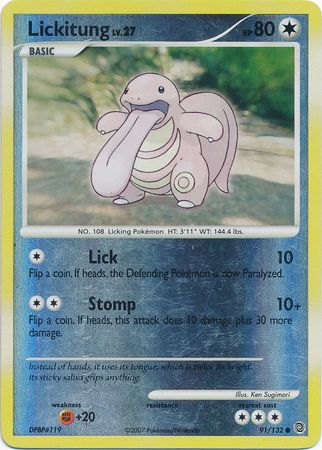 Lickitung LV.27 HP 80
BASIC
NO. 108 Licking Pokémon HT: 3'11" WT: 144.4 lbs.
Lick 10
Flip a coin. If heads, the Defending Pokémon is now Paralyzed.
Stomp 10+
Flip a coin. If heads, this attack does 10 damage plus 30 more
damage.
Instead of hands, it uses its tongue, which is twice its height.
Its sticky saliva grips anything.
Illus. Ken Sugimori
weakness resistance retreat cost
+20
DPBP#119 ©2007 Pokémon/Nintendo 91/132